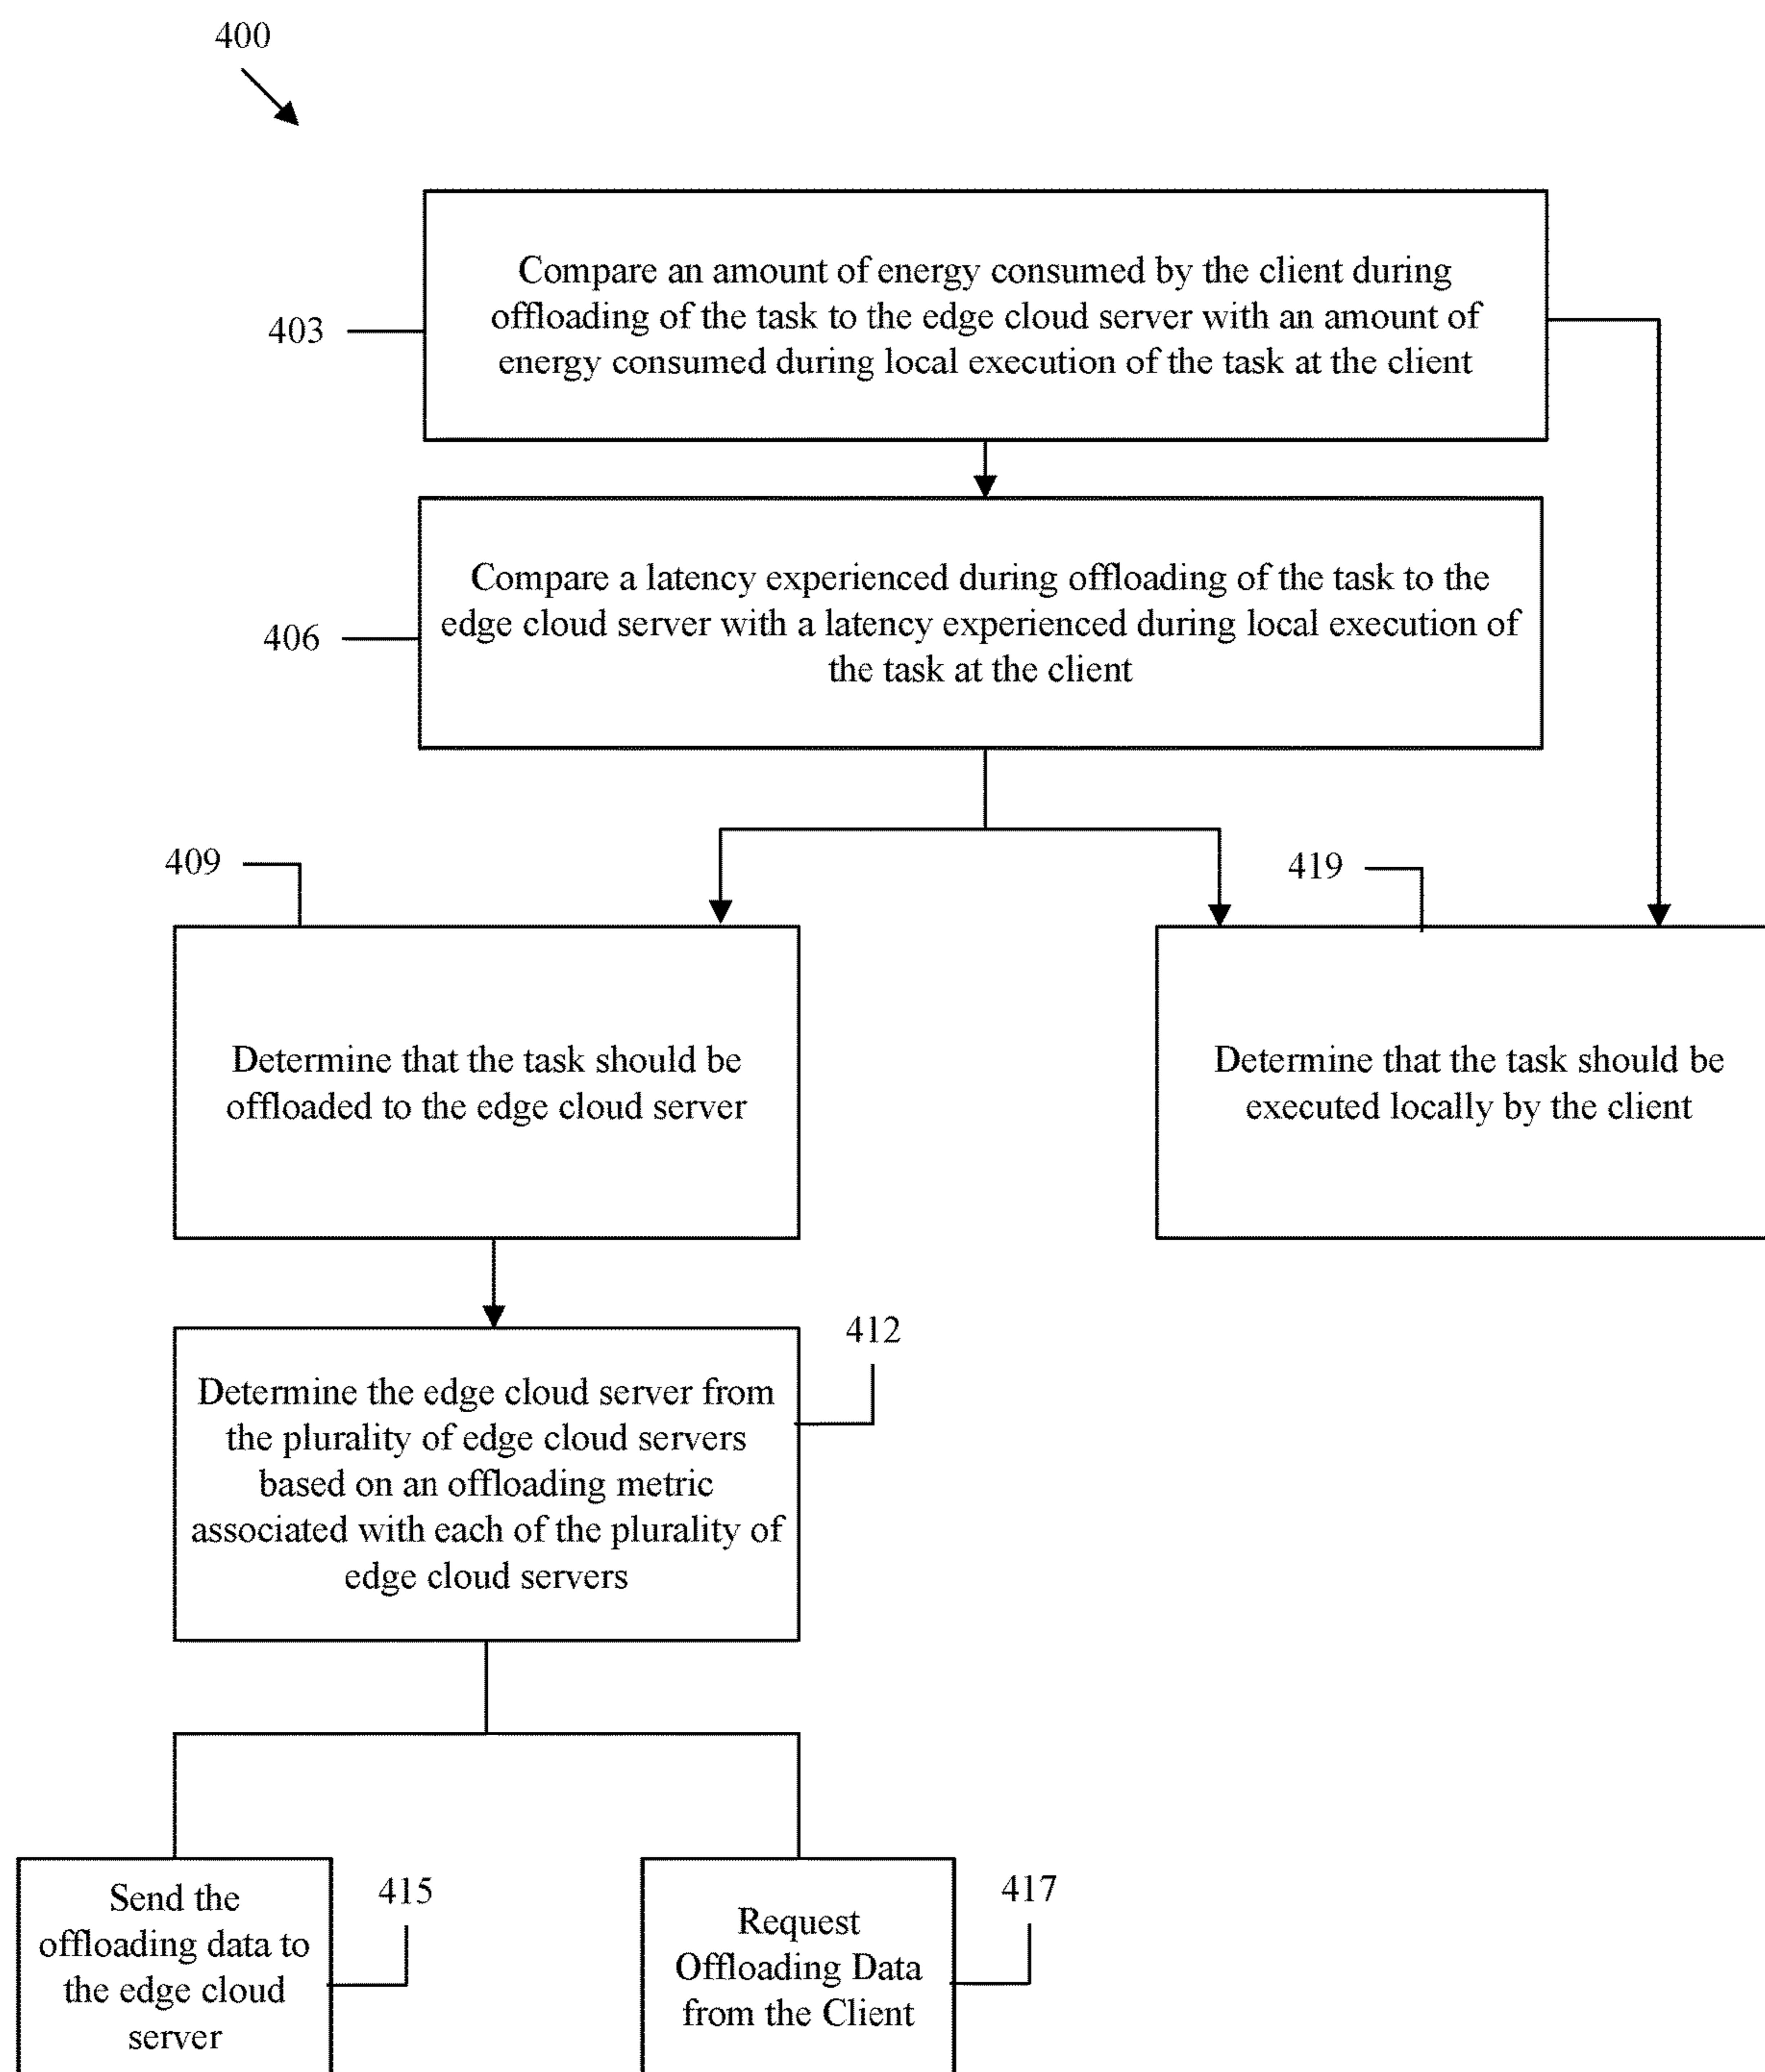 400
Compare an amount of energy consumed by the client during
offloading of the task to the edge cloud server with an amount of
energy consumed during local execution of the task at the client
403
Compare a latency experienced during offloading of the task to the
edge cloud server with a latency experienced during local execution of
the task at the client
406
409
419
Determine that the task should be
offloaded to the edge cloud server
Determine that the task should be
executed locally by the client
412
Determine the edge cloud server from
the plurality of edge cloud servers
based on an offloading metric
associated with each of the plurality of
edge cloud servers
Send the
offloading data to
the edge cloud
server
415
Request
Offloading Data
from the Client
417